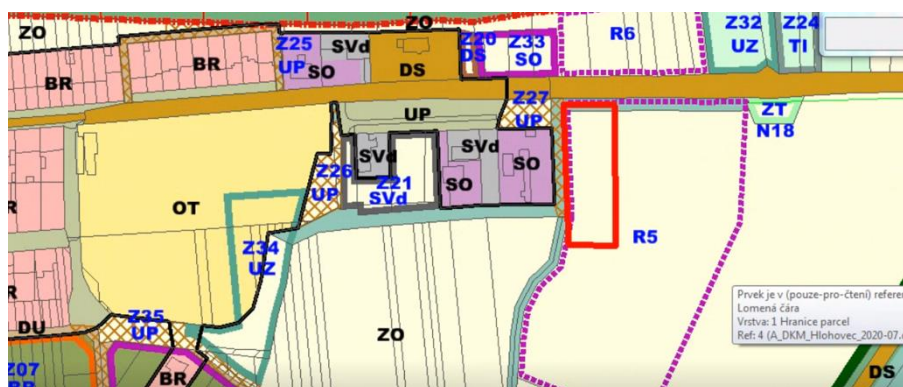 ZO
ZO
BR
BR
Z25
UP
SVd
SO
DS
Z20
DS
Z33
SO
R6
Z32
UZ
Z24
TI
UP
Z27
UP
ZT
N18
SVd
Z26
UP
Z21
SVd
SVd
SO
SO
OT
Z34
UZ
R5
ZO
DU
Z35
UP
BR
Z07
BR
DS
Prvek je v (pouze-pro-čtení)
Lomená čára
Vrstva: 1 Hranice parcel
Ref: 4 (A_DKM_Hlohovec_2020-07.